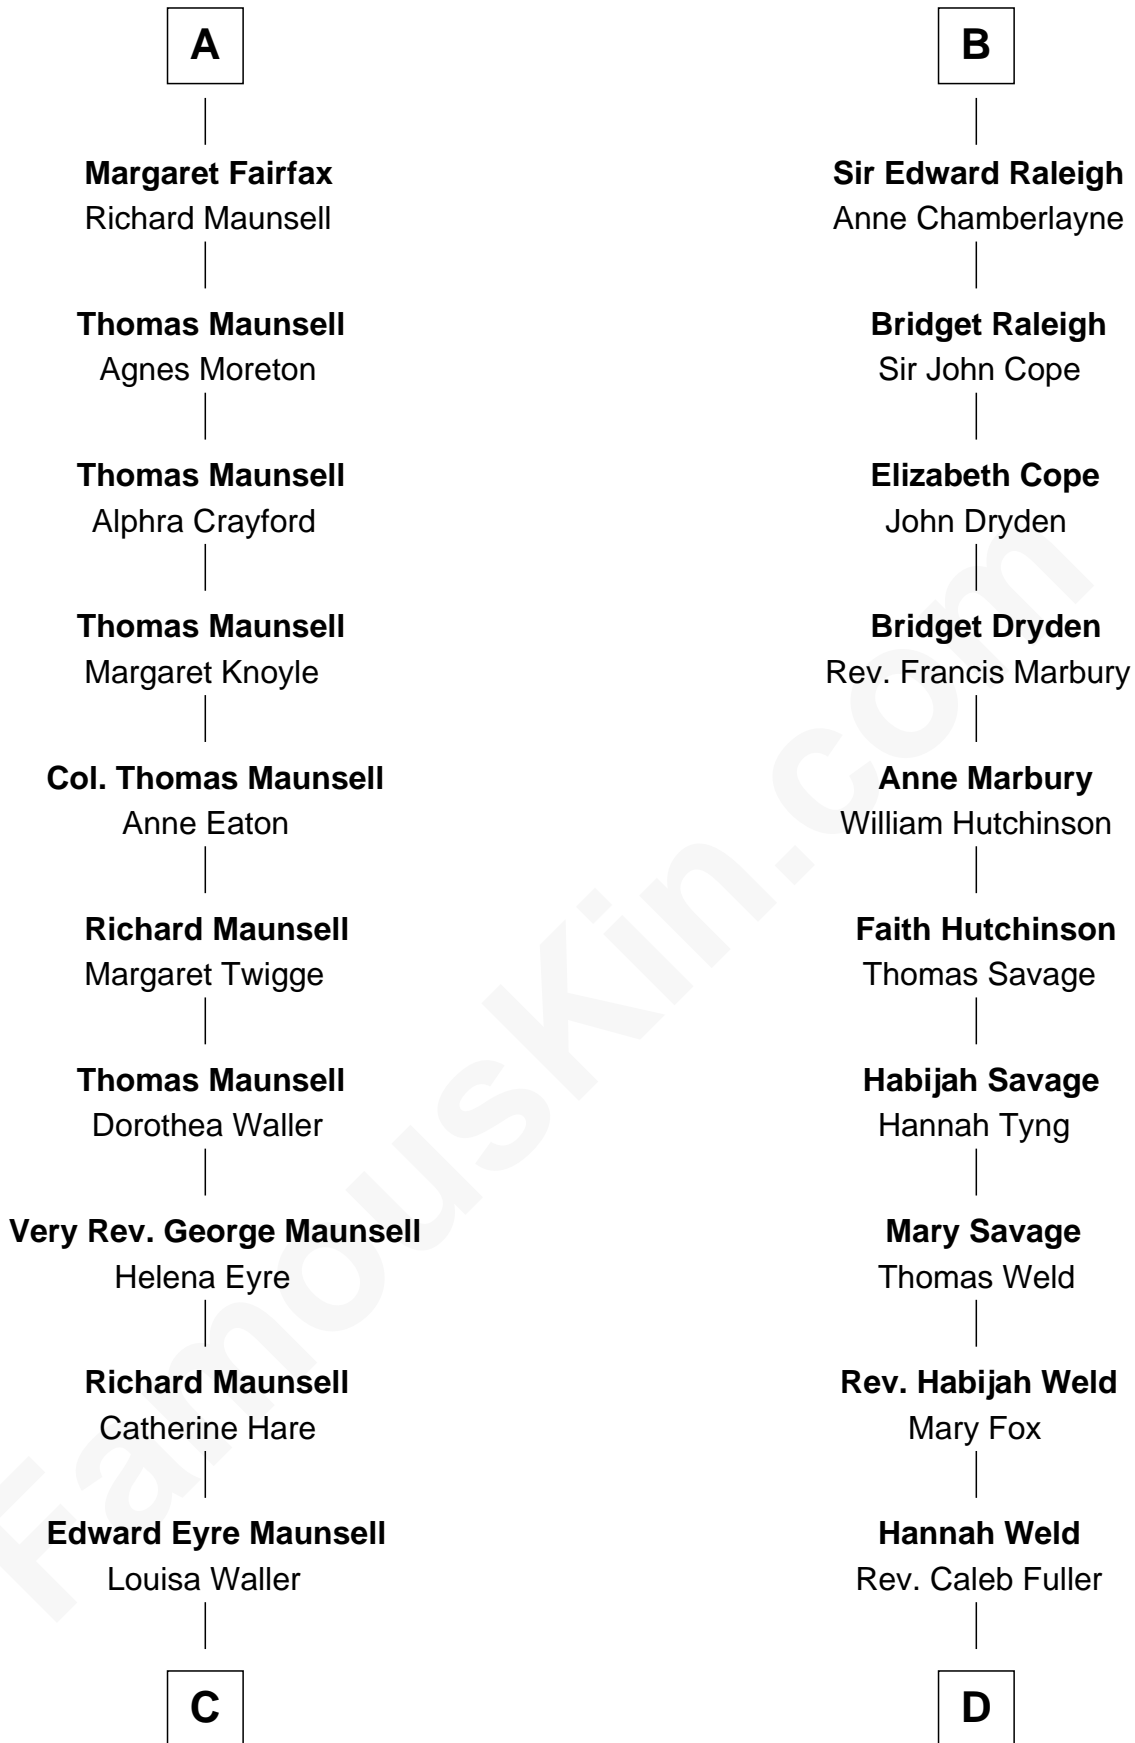 A
Margaret Fairfax
Richard Maunsell
Thomas Maunsell
Agnes Moreton
Thomas Maunsell
Alphra Crayford
Thomas Maunsell
Margaret Knoyle
Col. Thomas Maunsell
Anne Eaton
Richard Maunsell
Margaret Twigge
Thomas Maunsell
Dorothea Waller
Very Rev. George Maunsell
Helena Eyre
Richard Maunsell
Catherine Hare
Edward Eyre Maunsell
Louisa Waller
C
B
Sir Edward Raleigh
Anne Chamberlayne
Bridget Raleigh
Sir John Cope
Elizabeth Cope
John Dryden
Bridget Dryden
Rev. Francis Marbury
Anne Marbury
William Hutchinson
Faith Hutchinson
Thomas Savage
Habijah Savage
Hannah Tyng
Mary Savage
Thomas Weld
Rev. Habijah Weld
Mary Fox
Hannah Weld
Rev. Caleb Fuller
D
FamousKin.com